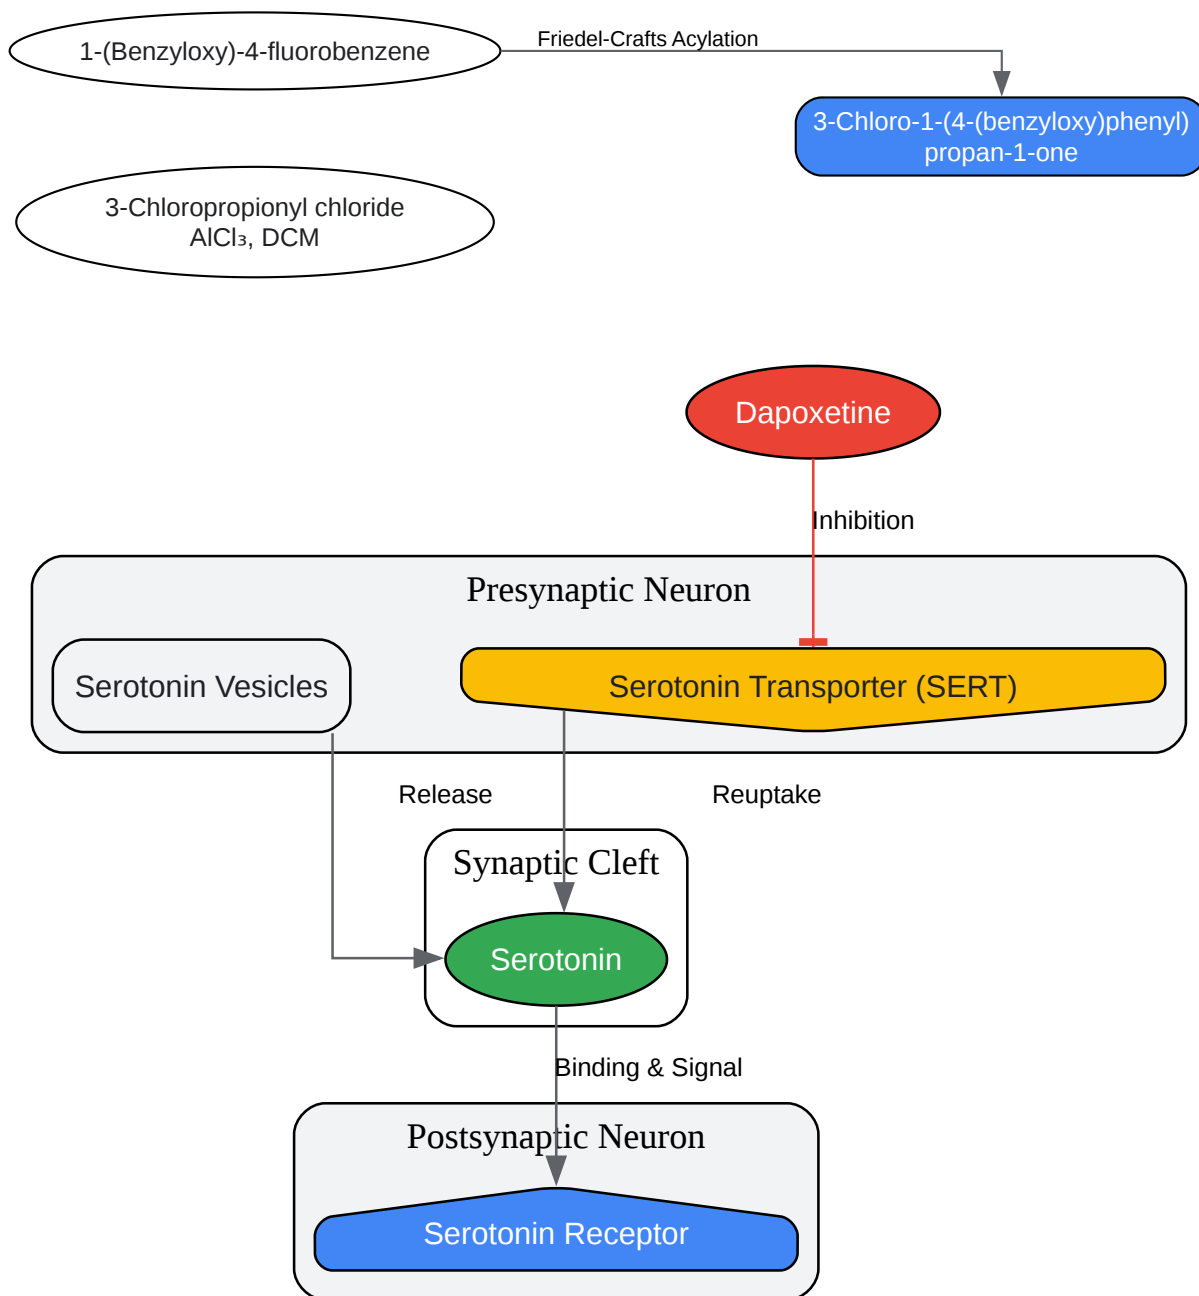 1-(Benzyloxy)-4-fluorobenzene
Friedel-Crafts Acylation
3-Chloro-1-(4-(benzyloxy)phenyl)
propan-1-one
3-Chloropropionyl chloride
AlCl₃, DCM
Dapoxetine
Inhibition
Presynaptic Neuron
Serotonin Vesicles
Serotonin Transporter (SERT)
Release
Reuptake
Synaptic Cleft
Serotonin
Binding & Signal
Postsynaptic Neuron
Serotonin Receptor